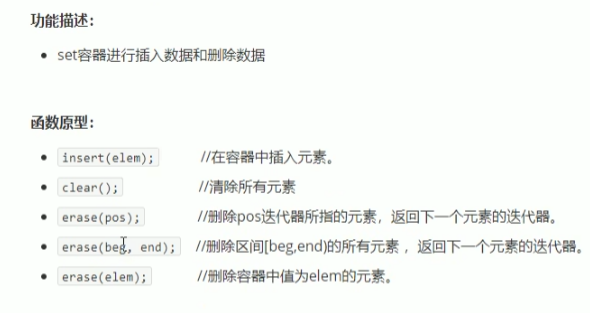 功能描述：
• set容器进行插入数据和删除数据
函数原型：
• insert(elem); //在容器中插入元素。
• clear(); //清除所有元素
• erase(pos); //删除pos迭代器所指的元素，返回下一个元素的迭代器。
• erase(beg, end); //删除区间[beg,end)的所有元素 ，返回下一个元素的迭代器。
• erase(elem); //删除容器中值为elem的元素。